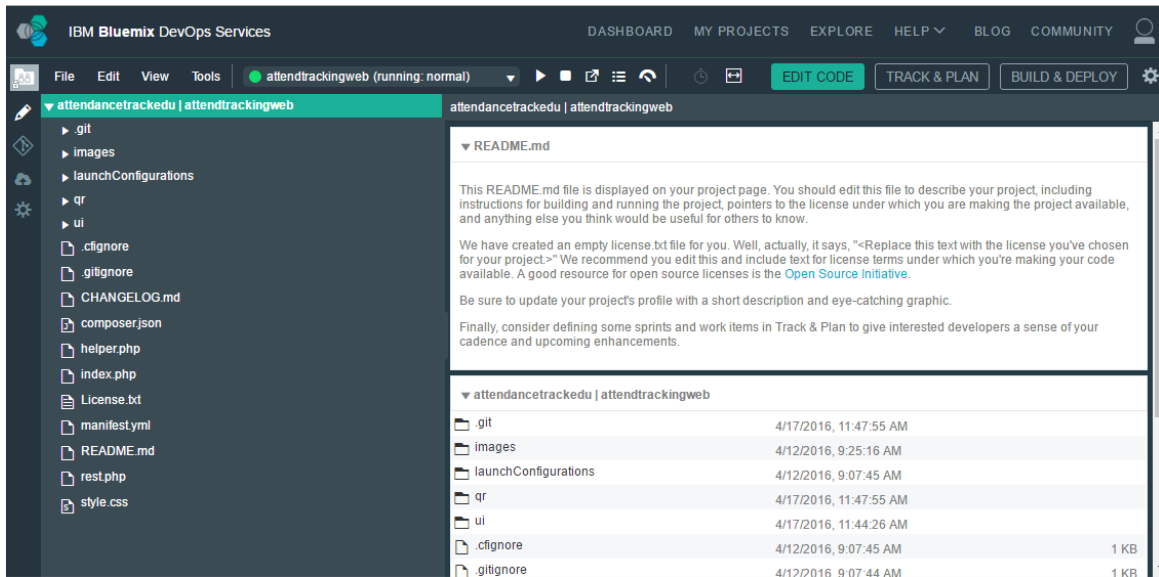 IBM Bluemix DevOps Services
DASHBOARD MY PROJECTS EXPLORE HELP BLOG COMMUNITY
File Edit View Tools attendtrackingweb (running: normal) EDIT CODE TRACK & PLAN BUILD & DEPLOY
attendancetrackedu | attendtrackingweb
.git
images
launchConfigurations
qr
ui
.cfignore
.gitignore
CHANGELOG.md
composer.json
helper.php
index.php
License.txt
manifest.yml
README.md
rest.php
style.css
attendancetrackedu | attendtrackingweb
README.md
This README.md file is displayed on your project page. You should edit this file to describe your project, including
instructions for building and running the project, pointers to the license under which you are making the project available,
and anything else you think would be useful for others to know.
We have created an empty license.txt file for you. Well, actually, it says, "<Replace this text with the license you've chosen
for your project.>" We recommend you edit this and include text for license terms under which you're making your code
available. A good resource for open source licenses is the Open Source Initiative.
Be sure to update your project's profile with a short description and eye-catching graphic.
Finally, consider defining some sprints and work items in Track & Plan to give interested developers a sense of your
cadence and upcoming enhancements.
attendancetrackedu | attendtrackingweb
.git 4/17/2016, 11:47:55 AM
images 4/12/2016, 9:25:16 AM
launchConfigurations 4/12/2016, 9:07:45 AM
qr 4/17/2016, 11:47:55 AM
ui 4/17/2016, 11:44:26 AM
.cfignore 4/12/2016, 9:07:45 AM 1 KB
.gitignore 4/12/2016, 9:07:44 AM 1 KB